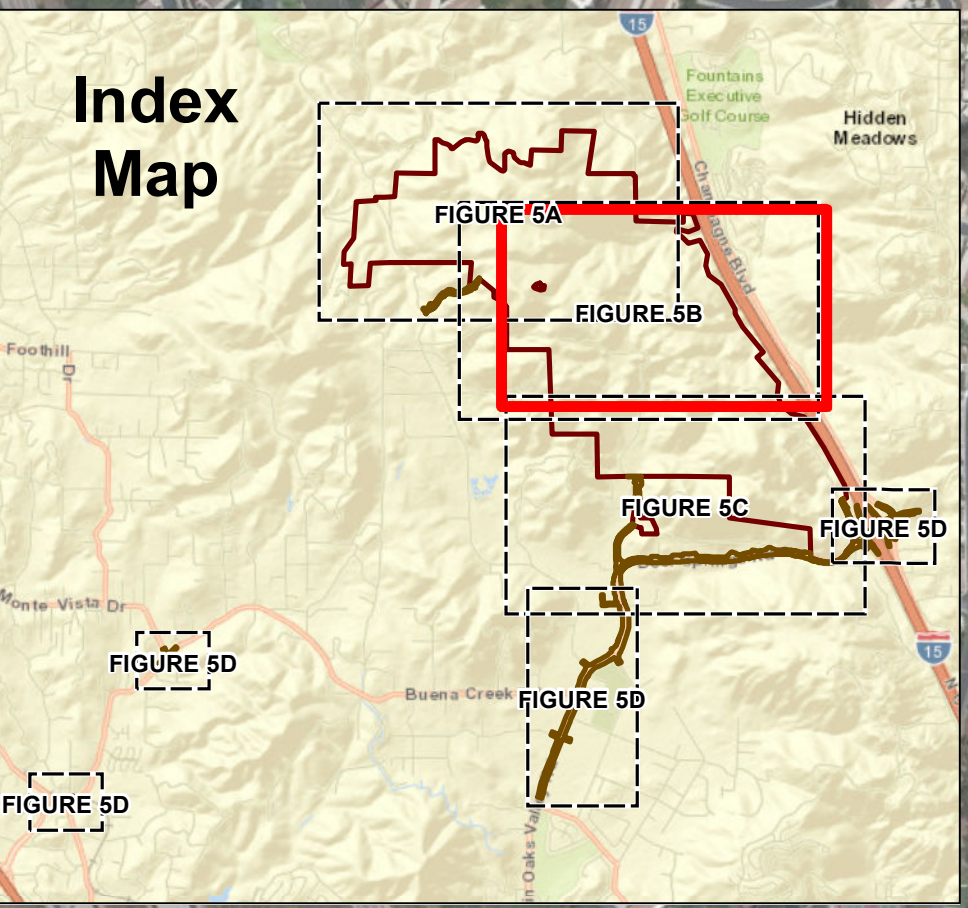 15
Index
Map
Fountains
Executive
Golf Course
Hidden
Meadows
FIGURE 5A
FIGURE 5B
Foothill
Dr
FIGURE 5C
FIGURE 5D
Monte Vista Dr
FIGURE 5D
15
Buena Creek
FIGURE 5D
FIGURE 5D